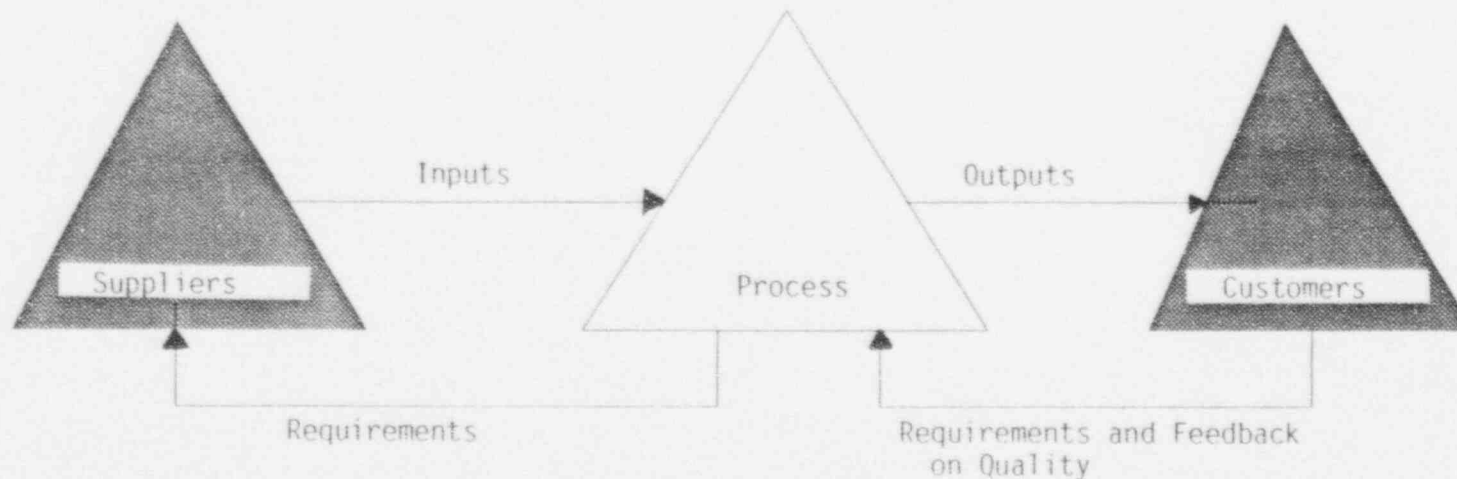 Inputs
Outputs
Suppliers
Process
Customers
Requirements
Requirements and Feedback
on Quality